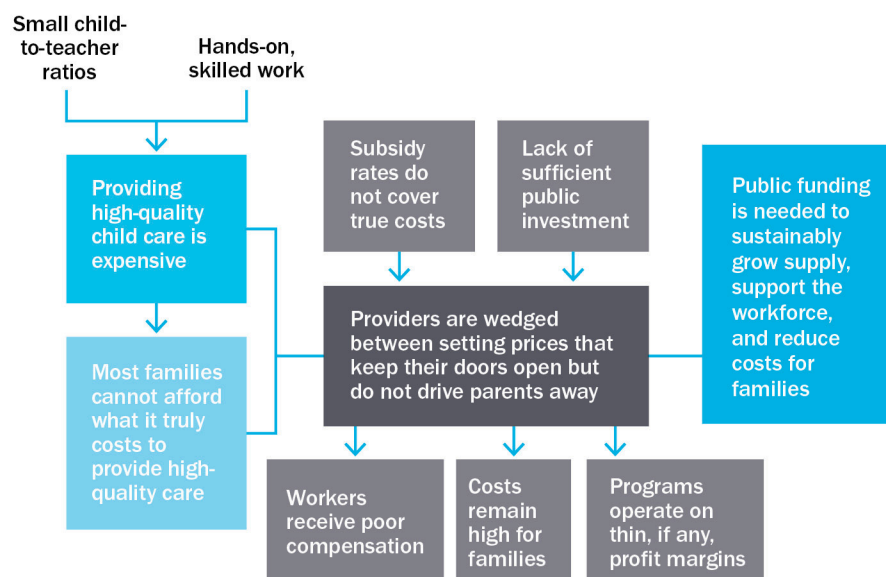 Small child-
to-teacher
ratios
Hands-on,
skilled work
Providing
high-quality
child care is
expensive
Most families
cannot afford
what it truly
costs to
provide high-
quality care
Subsidy
rates do
not cover
true costs
Lack of
sufficient
public
investment
Providers are wedged
between setting prices that
keep their doors open but
do not drive parents away
Workers
receive poor
compensation
Costs
remain
high for
families
Programs
operate on
thin, if any,
profit margins
Public funding
is needed to
sustainably
grow supply,
support the
workforce,
and reduce
costs for
families